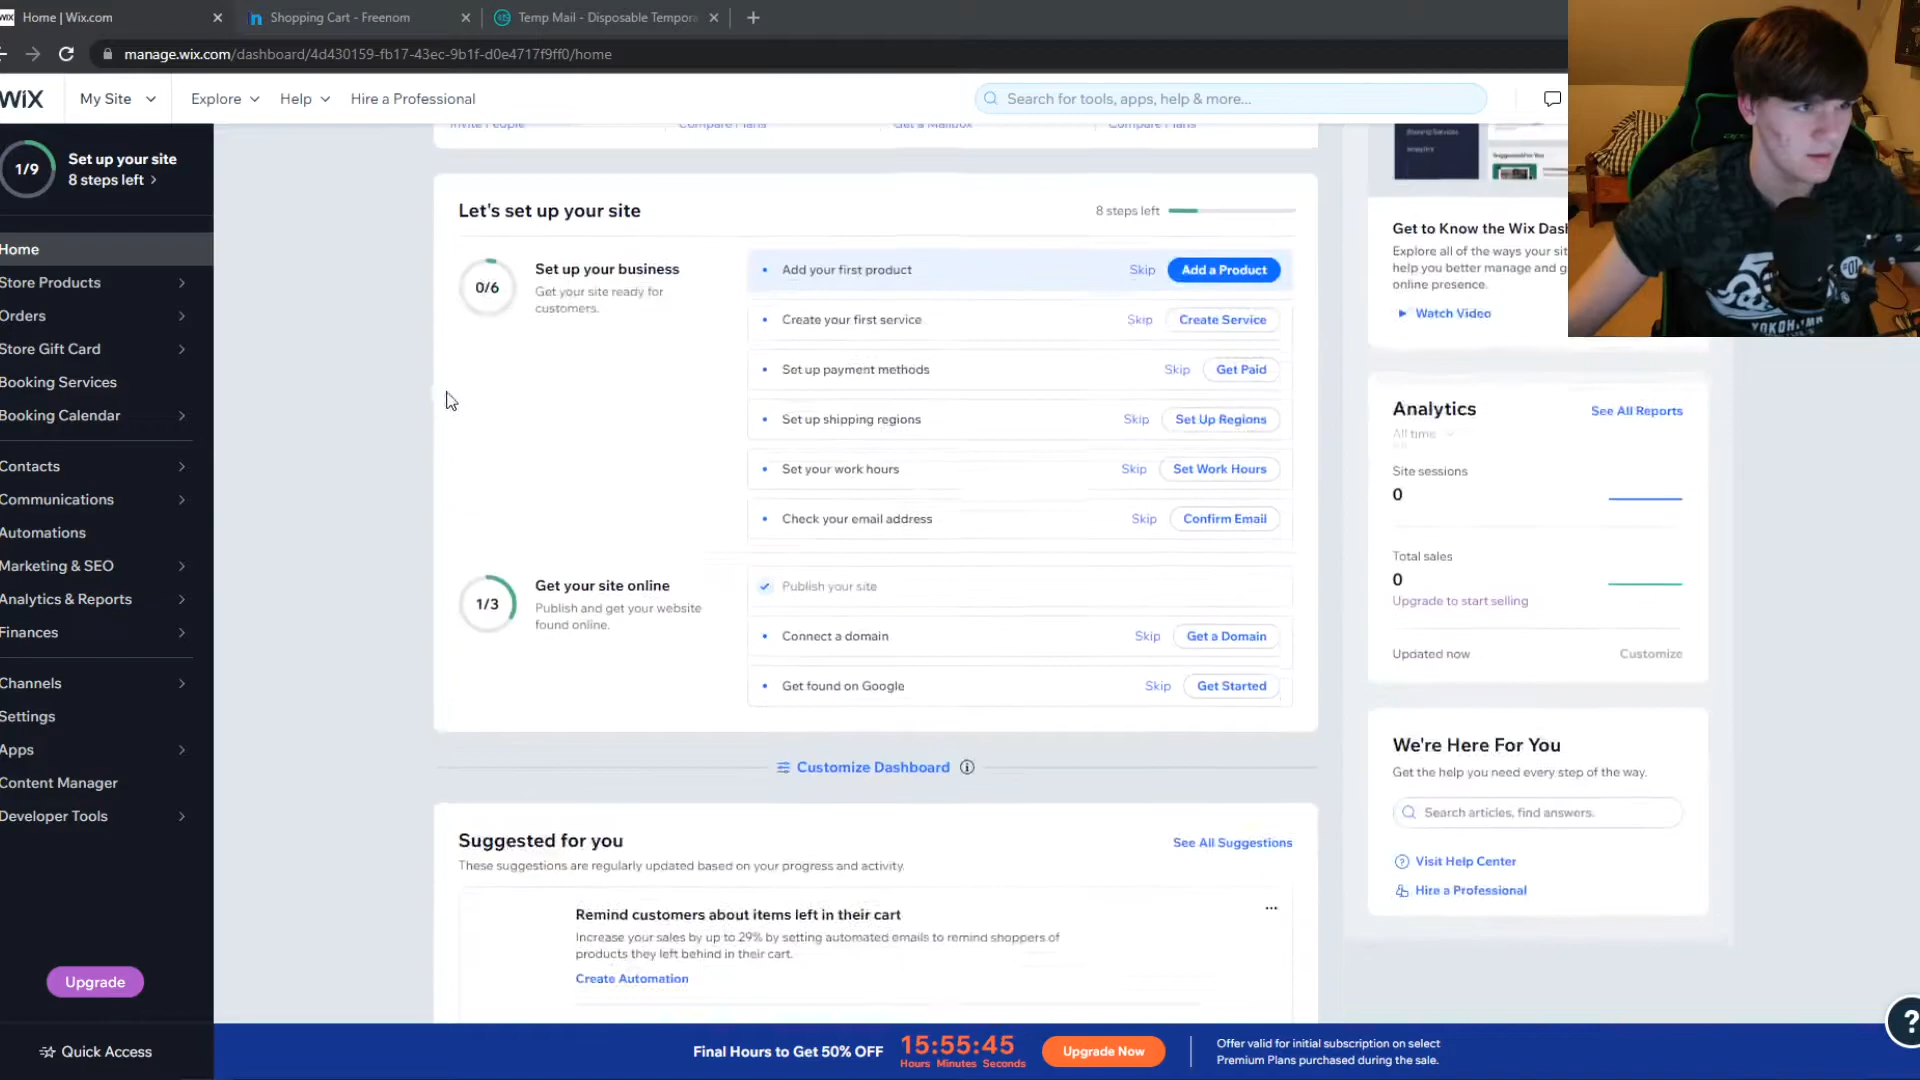 Home | Wix.com
Shopping Cart - Freenom
Temp Mail - Disposable Tempora
manage.wix.com/dashboard/4d430159-fb17-43ec-9b1f-d0e4717f9ff0/home
WIX
My Site
Explore
Help
Hire a Professional
Search for tools, apps, help & more...
1/9
Set up your site
8 steps left
Home
Store Products
Orders
Store Gift Card
Booking Services
Booking Calendar
Contacts
Communications
Automations
Marketing & SEO
Analytics & Reports
Finances
Channels
Settings
Apps
Content Manager
Developer Tools
Upgrade
Quick Access
Invite People
Compare Plans
Get a Mailbox
Compare Plans
Let's set up your site
8 steps left
0/6
Set up your business
Get your site ready for
customers.
Add your first product Skip Add a Product
Create your first service Skip Create Service
Set up payment methods Skip Get Paid
Set up shipping regions Skip Set Up Regions
Set your work hours Skip Set Work Hours
Check your email address Skip Confirm Email
1/3
Get your site online
Publish and get your website
found online.
Publish your site
Connect a domain Skip Get a Domain
Get found on Google Skip Get Started
Customize Dashboard
Suggested for you
See All Suggestions
These suggestions are regularly updated based on your progress and activity.
Remind customers about items left in their cart
Increase your sales by up to 29% by setting automated emails to remind shoppers of
products they left behind in their cart.
Create Automation
Get to Know the Wix Dash
Explore all of the ways your sit
help you better manage and g
online presence.
Watch Video
Analytics
See All Reports
All time
Site sessions
0
Total sales
0
Upgrade to start selling
Updated now
Customize
We're Here For You
Get the help you need every step of the way.
Search articles, find answers.
Visit Help Center
Hire a Professional
Final Hours to Get 50% OFF
15:55:45
Hours Minutes Seconds
Upgrade Now
Offer valid for initial subscription on select
Premium Plans purchased during the sale.
?